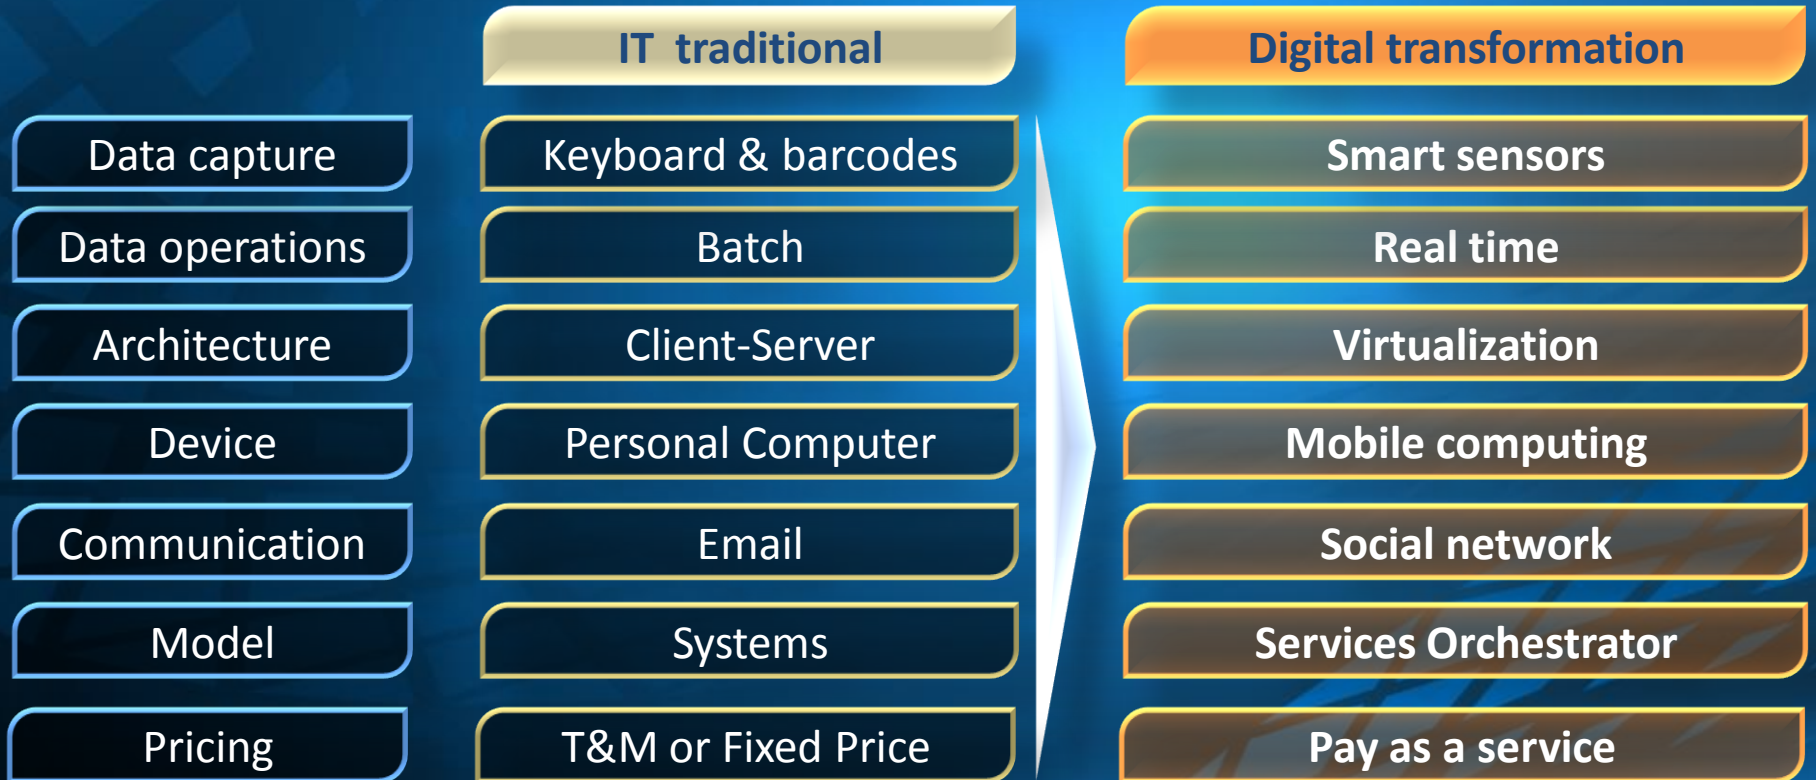 IT traditional
Digital transformation
Data capture
Keyboard & barcodes
Smart sensors
Data operations
Batch
Real time
Architecture
Client-Server
Virtualization
Device
Personal Computer
Mobile computing
Communication
Email
Social network
Model
Systems
Services Orchestrator
Pricing
T&M or Fixed Price
Pay as a service